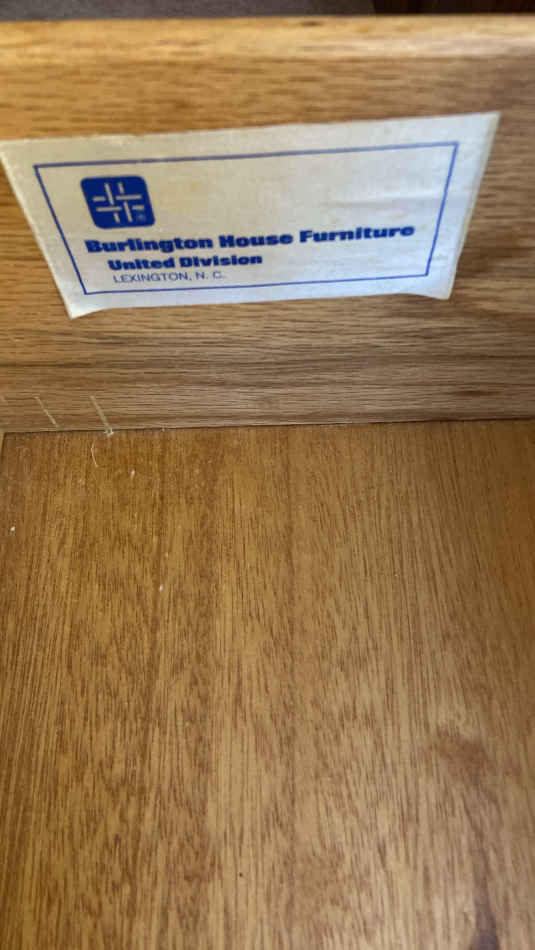 Burlington House Furniture
United Division
LEXINGTON, N. C.